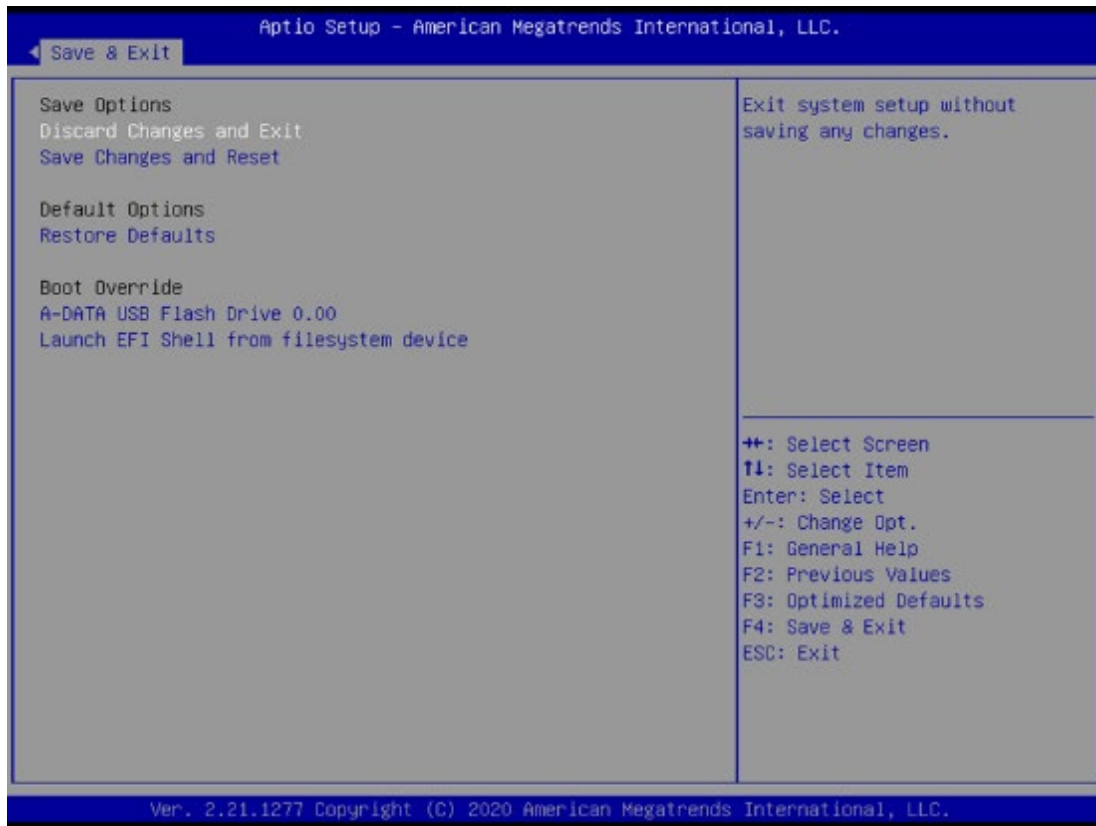 Aptio Setup – American Megatrends International, LLC.
Save & Exit
Save Options
Discard Changes and Exit
Save Changes and Reset
Default Options
Restore Defaults
Boot Override
A-DATA USB Flash Drive 0.00
Launch EFI Shell from filesystem device
Exit system setup without
saving any changes.
→←: Select Screen
↑↓: Select Item
Enter: Select
+/-: Change Opt.
F1: General Help
F2: Previous Values
F3: Optimized Defaults
F4: Save & Exit
ESC: Exit
Ver. 2.21.1277 Copyright (C) 2020 American Megatrends International, LLC.